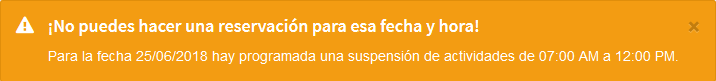 ¡No puedes hacer una reservación para esa fecha y hora!
Para la fecha 25/06/2018 hay programada una suspensión de actividades de 07:00 AM a 12:00 PM.